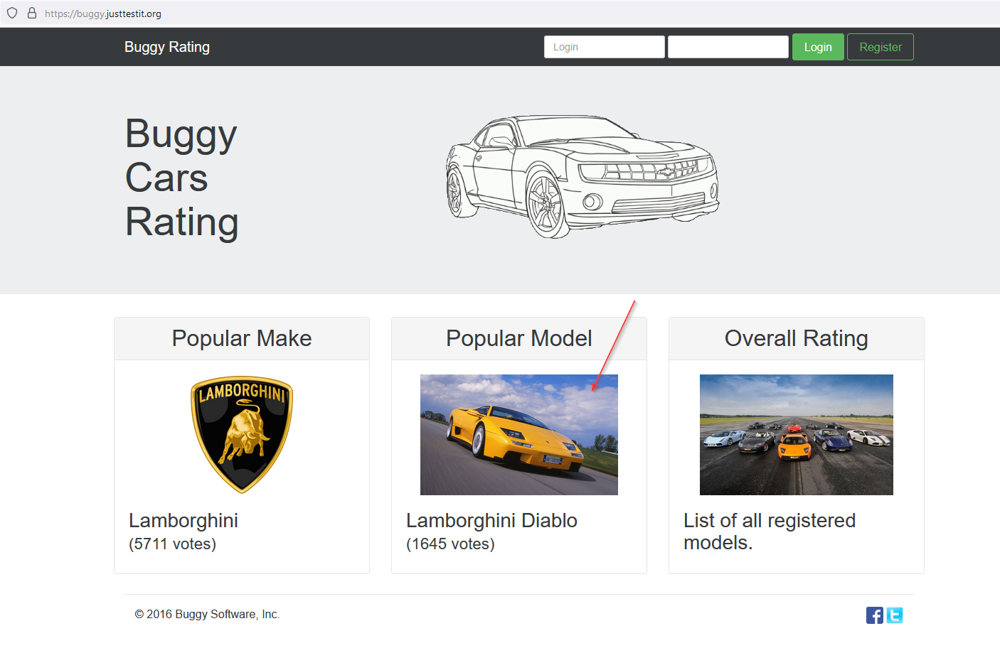 https://buggy.justtestit.org
Buggy Rating
Login
Login
Register
Buggy
Cars
Rating
Popular Make
Popular Model
Overall Rating
LAMBORGHINI
Lamborghini
(5711 votes)
Lamborghini Diablo
(1645 votes)
List of all registered
models.
© 2016 Buggy Software, Inc.